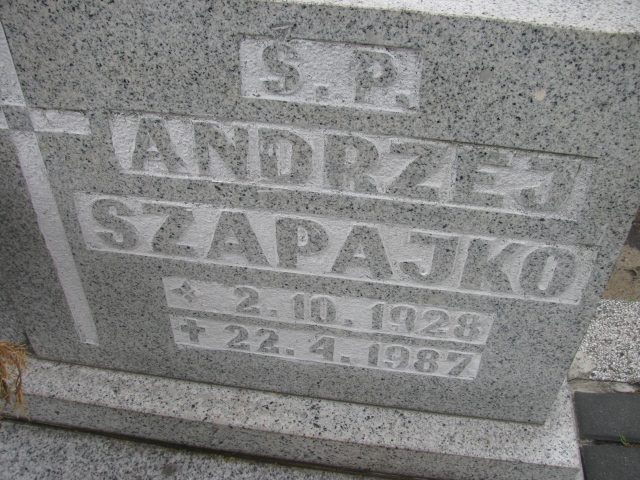 Ś.P.
ANDRZEJ
SZAPAJKO
2.10.1928
22.4.1987